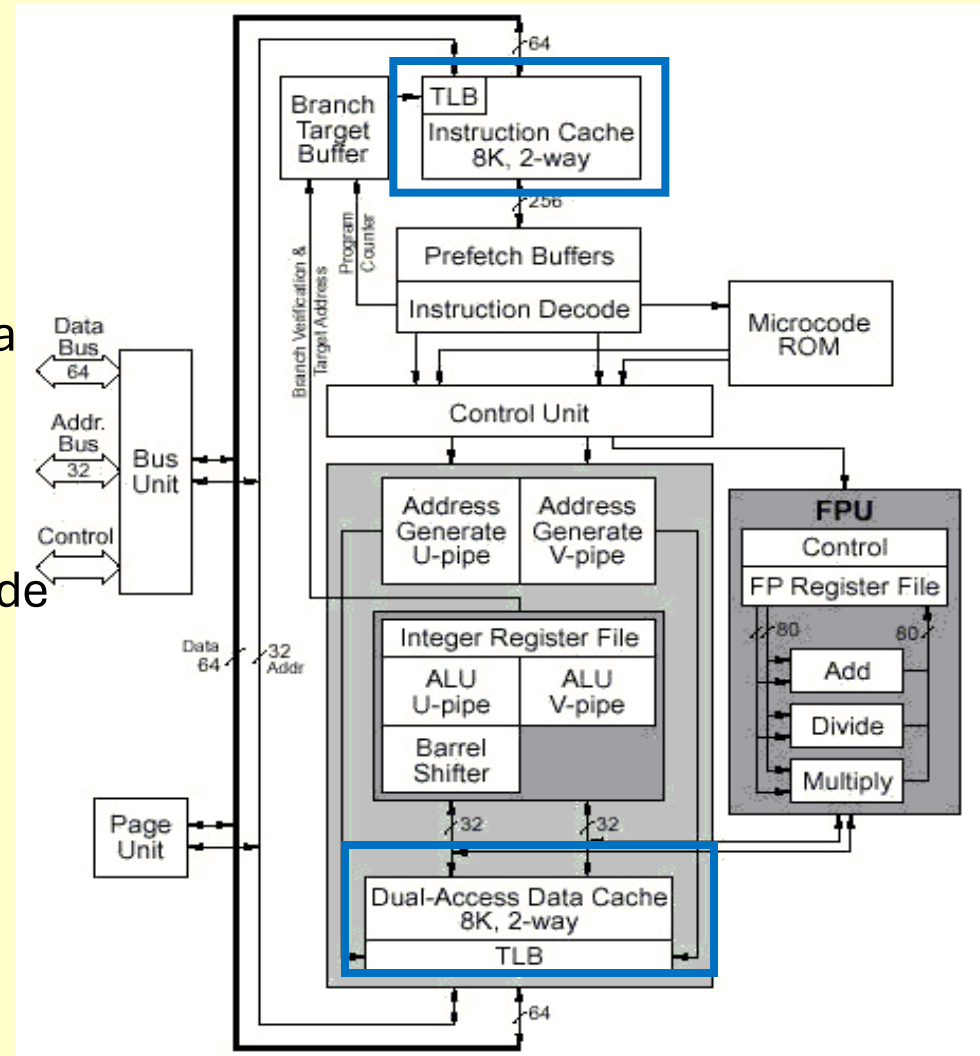 64
Branch
Target
Buffer
TLB
Instruction Cache
8K, 2-way
256
Branch Verification &
Target Address
Program
Counter
Prefetch Buffers
Instruction Decode
Microcode
ROM
a
Data
Bus
64
Addr.
Bus
32
Control
de
Bus
Unit
Control Unit
Address
Generate
U-pipe
Address
Generate
V-pipe
FPU
Control
FP Register File
80
80
Add
Divide
Multiply
Integer Register File
ALU
U-pipe
ALU
V-pipe
Barrel
Shifter
Data
64
32
Addr
Page
Unit
32
32
Dual-Access Data Cache
8K, 2-way
TLB
64